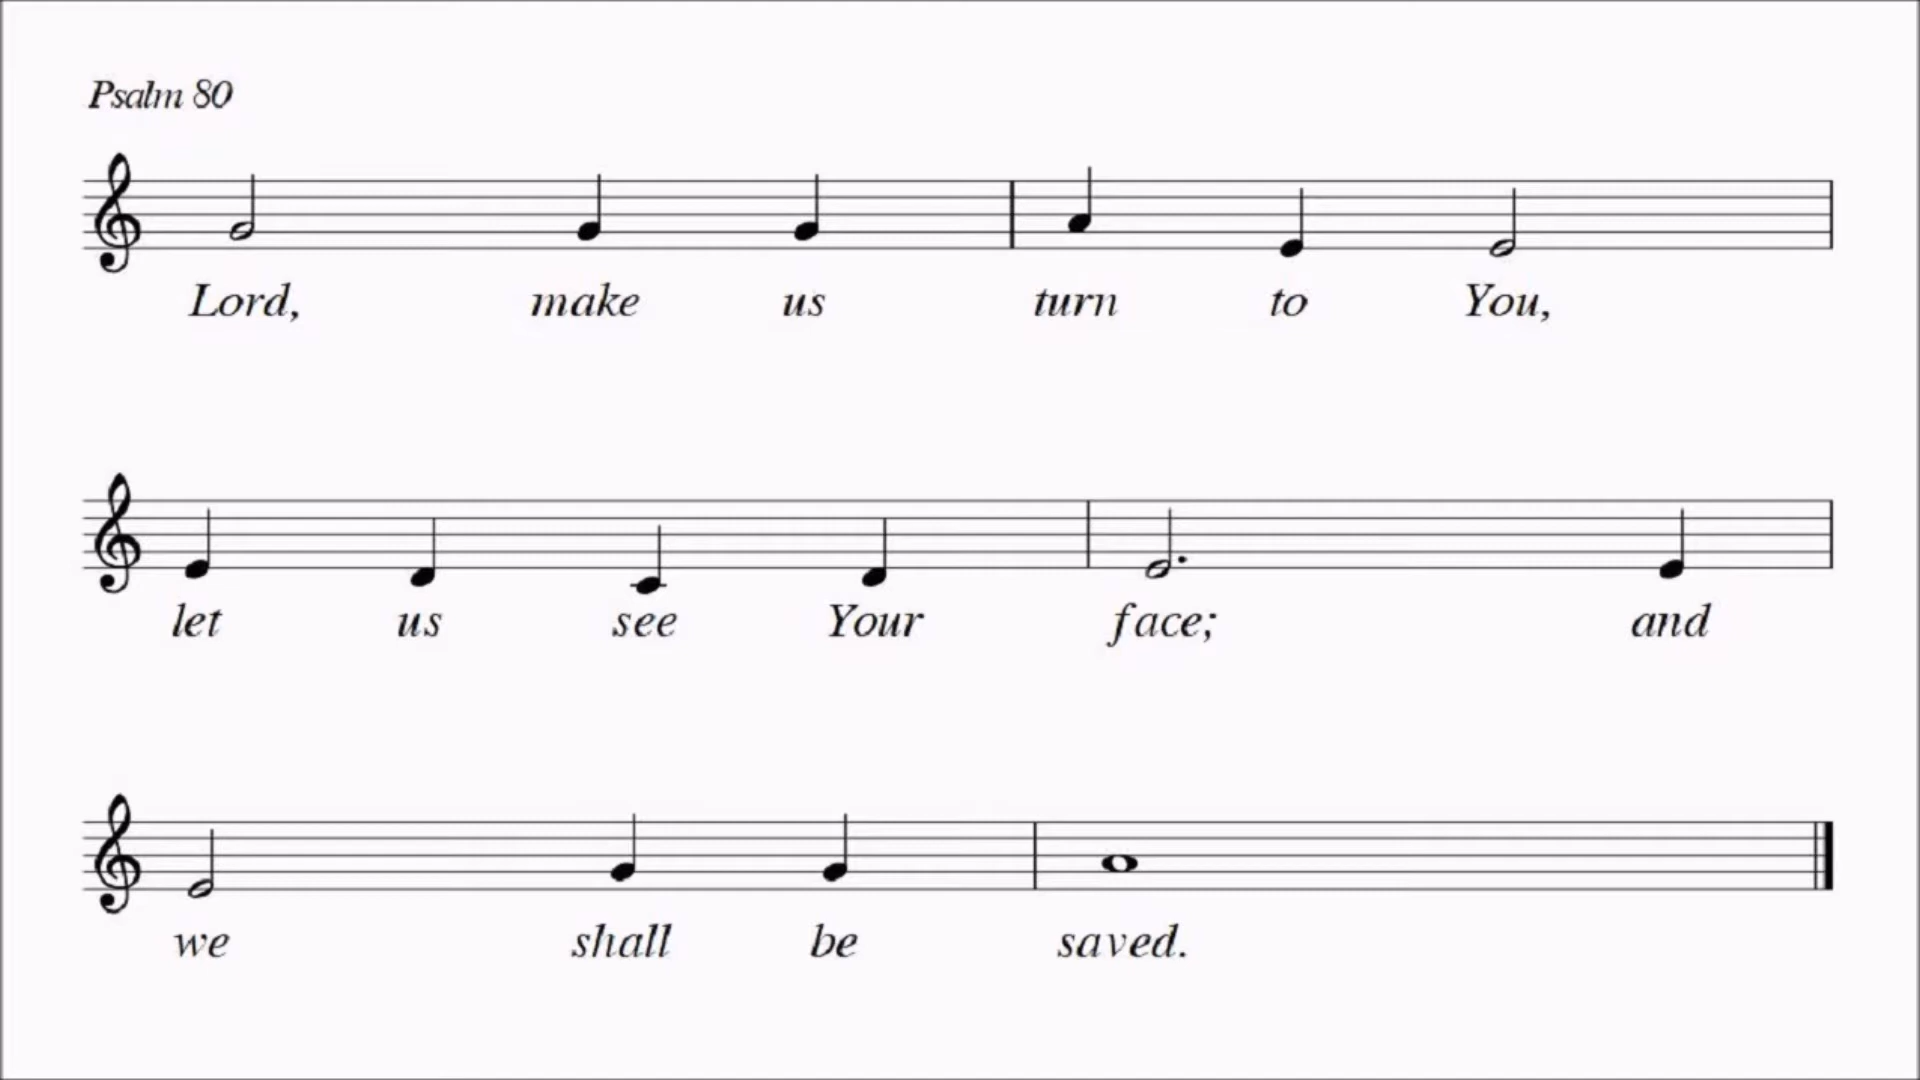 Psalm 80
Lord, make us turn to You,
let us see Your face; and
we shall be saved.